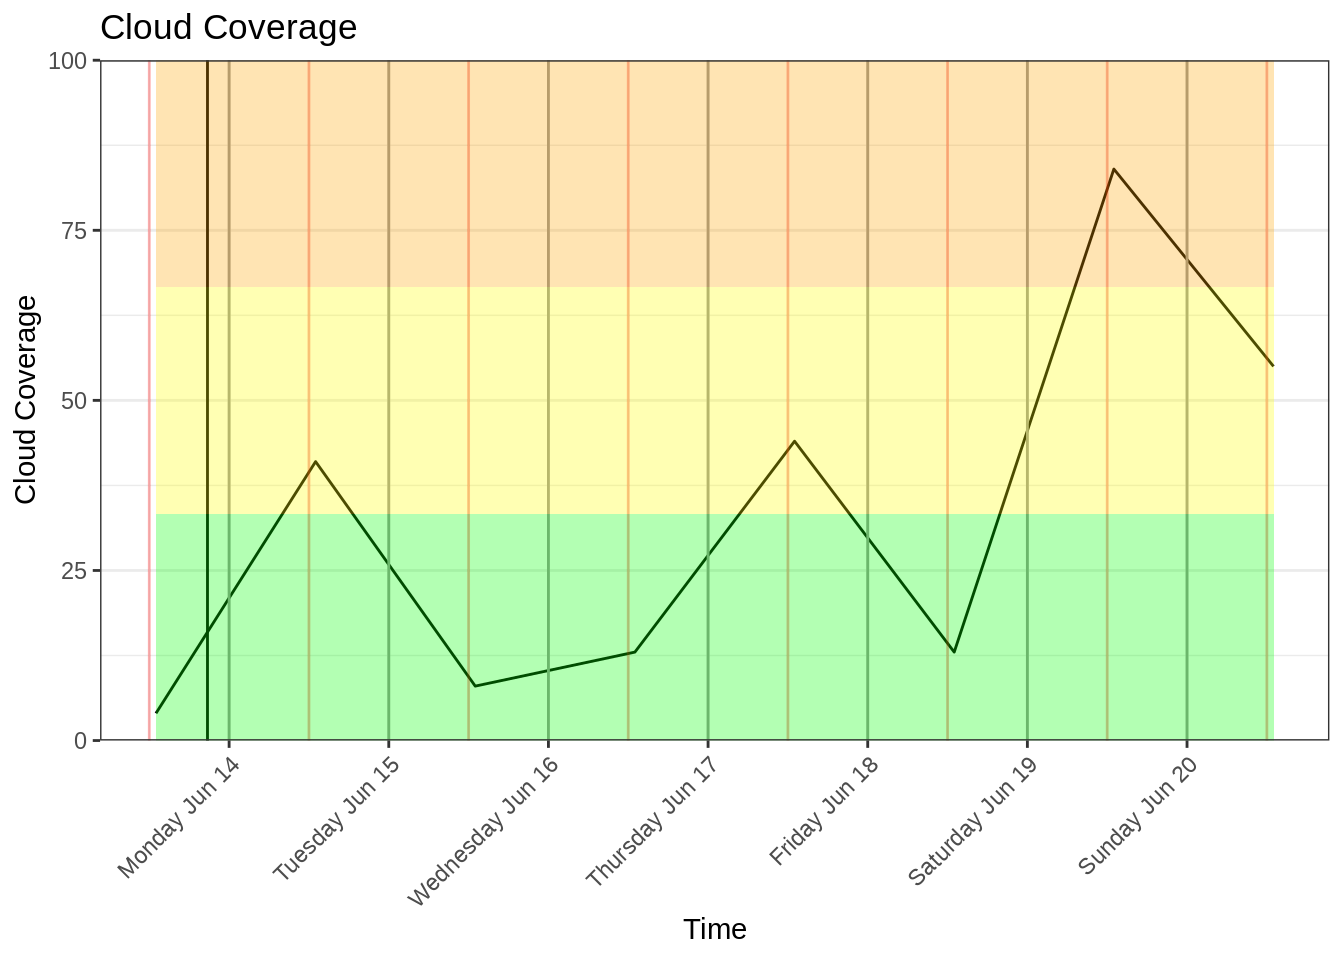 Cloud Coverage
Cloud Coverage
100
75
50
25
0
Monday Jun 14
Tuesday Jun 15
Wednesday Jun 16
Thursday Jun 17
Friday Jun 18
Saturday Jun 19
Sunday Jun 20
Time